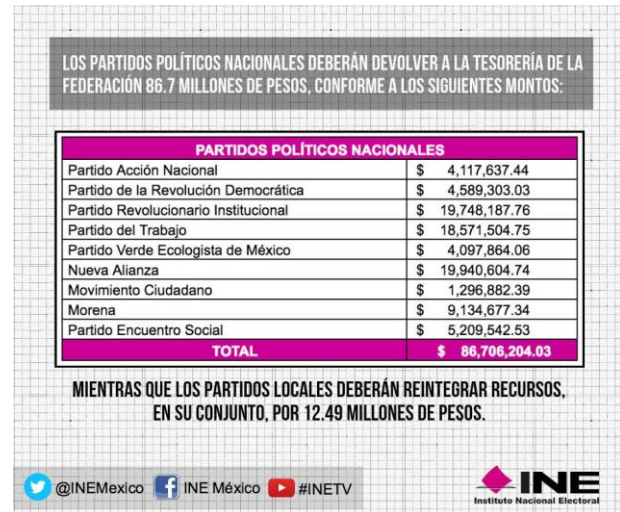 LOS PARTIDOS POLÍTICOS NACIONALES DEBERÁN DEVOLVER A LA TESORERÍA DE LA
FEDERACIÓN 86.7 MILLONES DE PESOS, CONFORME A LOS SIGUIENTES MONTOS:
PARTIDOS POLÍTICOS NACIONALES
Partido Acción Nacional $ 4,117,637.44
Partido de la Revolución Democrática $ 4,589,303.03
Partido Revolucionario Institucional $ 19,748,187.76
Partido del Trabajo $ 18,571,504.75
Partido Verde Ecologista de México $ 4,097,864.06
Nueva Alianza $ 19,940,604.74
Movimiento Ciudadano $ 1,296,882.39
Morena $ 9,134,677.34
Partido Encuentro Social $ 5,209,542.53
TOTAL $ 86,706,204.03
MIENTRAS QUE LOS PARTIDOS LOCALES DEBERÁN REINTEGRAR RECURSOS,
EN SU CONJUNTO, POR 12.49 MILLONES DE PESOS.
@INEMexico INE México #INETV
INE
Instituto Nacional Electoral